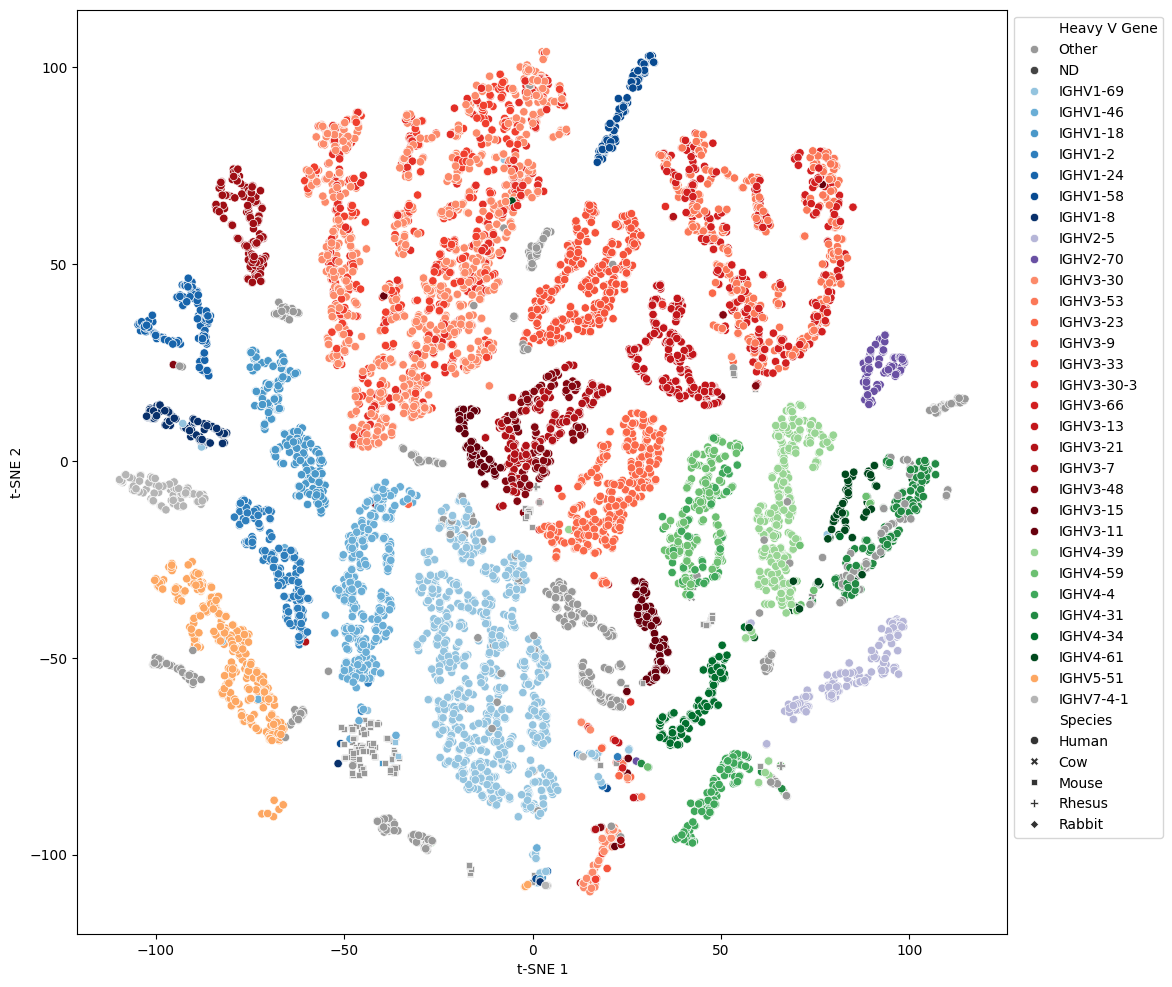 Heavy V Gene
Other
ND
IGHV1-69
IGHV1-46
IGHV1-18
IGHV1-2
IGHV1-24
IGHV1-58
IGHV1-8
IGHV2-5
IGHV2-70
IGHV3-30
IGHV3-53
IGHV3-23
IGHV3-9
IGHV3-33
IGHV3-30-3
IGHV3-66
IGHV3-13
IGHV3-21
IGHV3-7
IGHV3-48
IGHV3-15
IGHV3-11
IGHV4-39
IGHV4-59
IGHV4-4
IGHV4-31
IGHV4-34
IGHV4-61
IGHV5-51
IGHV7-4-1
Species
Human
Cow
Mouse
Rhesus
Rabbit
100
50
0
−50
−100
t-SNE 2
−100
−50
0
50
100
t-SNE 1